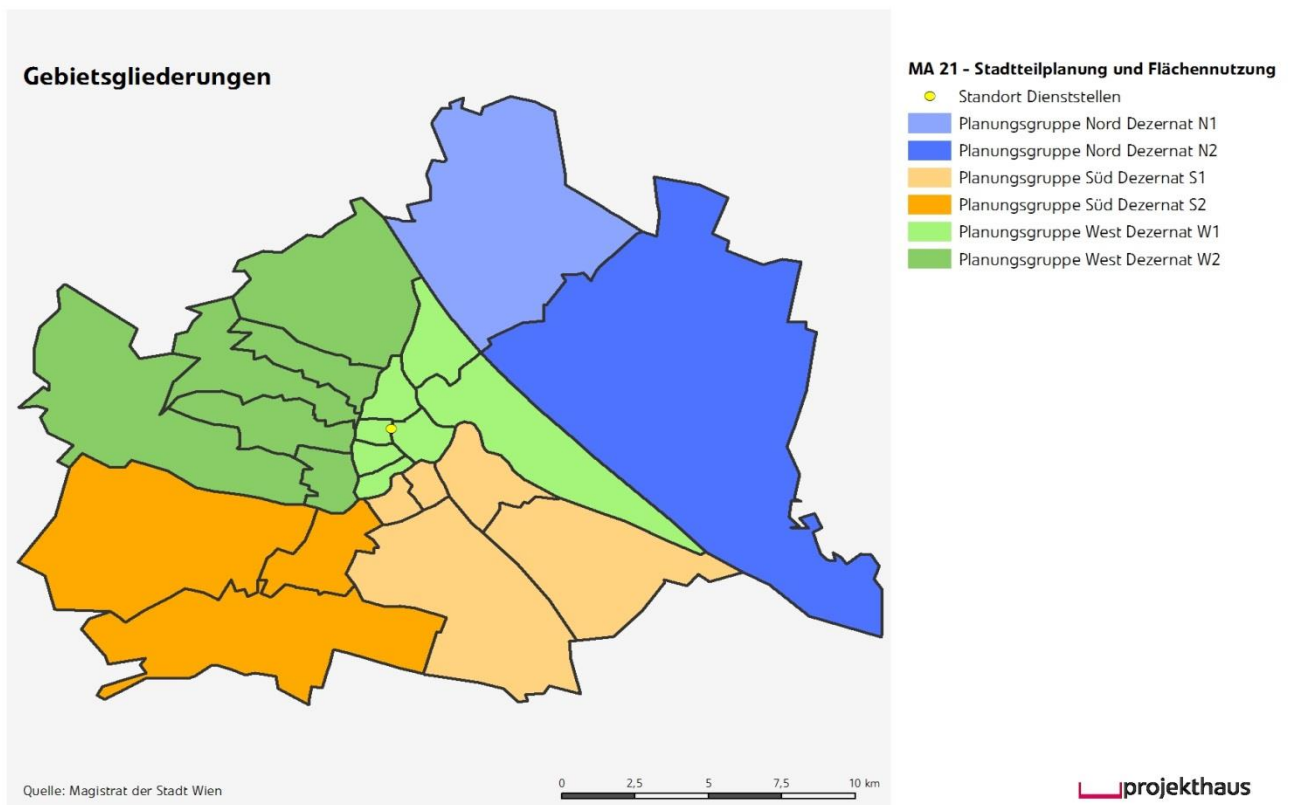 Gebietsgliederungen
MA 21 - Stadtteilplanung und Flächennutzung
Standort Dienststellen
Planungsgruppe Nord Dezernat N1
Planungsgruppe Nord Dezernat N2
Planungsgruppe Süd Dezernat S1
Planungsgruppe Süd Dezernat S2
Planungsgruppe West Dezernat W1
Planungsgruppe West Dezernat W2
Quelle: Magistrat der Stadt Wien
0 2,5 5 7,5 10 km
projekthaus